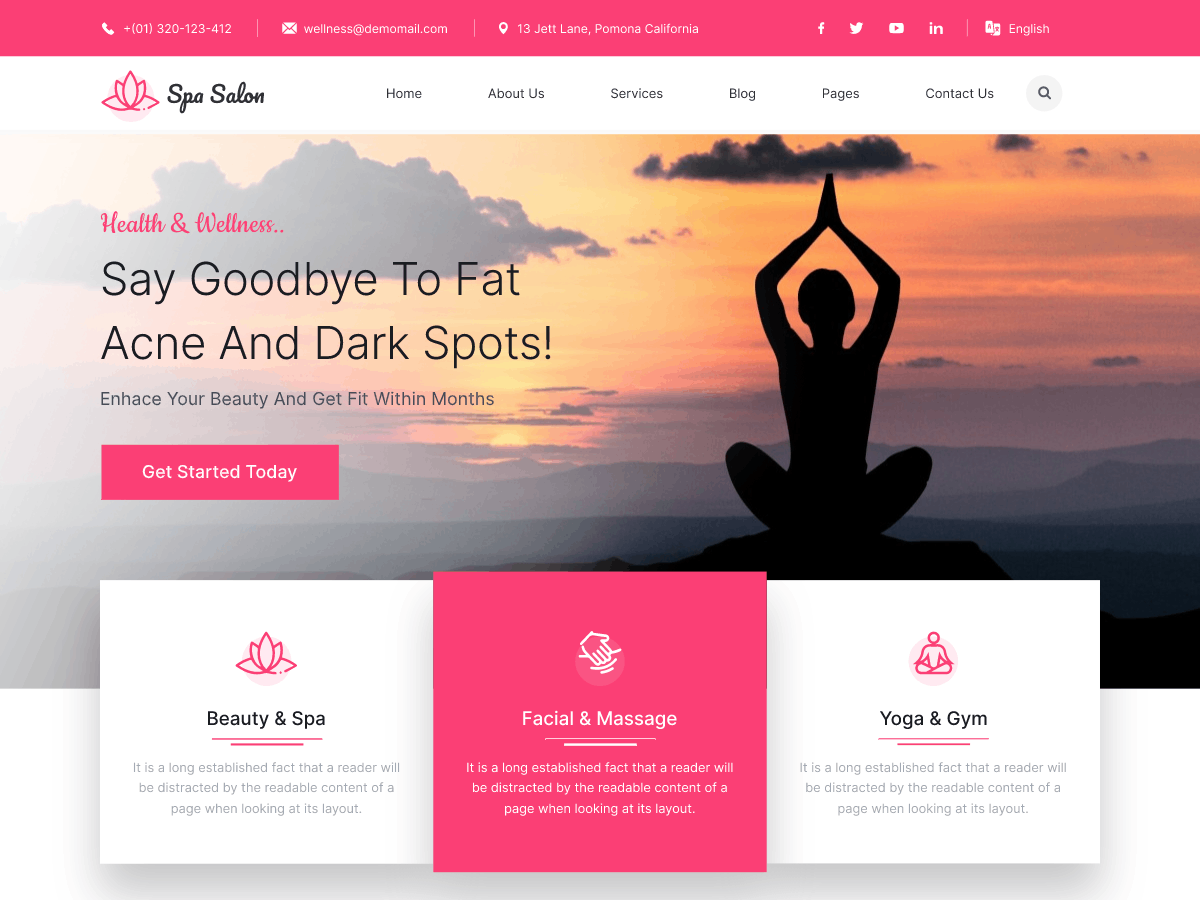 +(01) 320-123-412
wellness@demomail.com
13 Jett Lane, Pomona California
English
Spa Salon
Home
About Us
Services
Blog
Pages
Contact Us
Health & Wellness..
Say Goodbye To Fat
Acne And Dark Spots!
Enhace Your Beauty And Get Fit Within Months
Get Started Today
Beauty & Spa
It is a long established fact that a reader will
be distracted by the readable content of a
page when looking at its layout.
Facial & Massage
It is a long established fact that a reader will
be distracted by the readable content of a
page when looking at its layout.
Yoga & Gym
It is a long established fact that a reader will
be distracted by the readable content of a
page when looking at its layout.